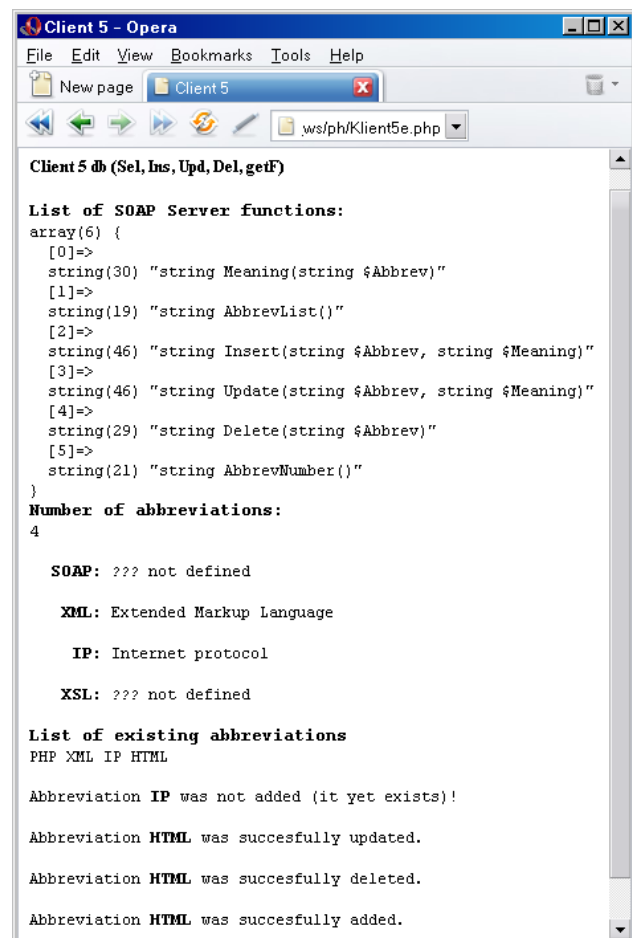 Client 5 - Opera
File Edit View Bookmarks Tools Help
New page Client 5
ws/ph/Klient5e.php
Client 5 db (Sel, Ins, Upd, Del, getF)
List of SOAP Server functions:
array(6) {
[0]=>
string(30) "string Meaning(string $Abbrev)"
[1]=>
string(19) "string AbbrevList()"
[2]=>
string(46) "string Insert(string $Abbrev, string $Meaning)"
[3]=>
string(46) "string Update(string $Abbrev, string $Meaning)"
[4]=>
string(29) "string Delete(string $Abbrev)"
[5]=>
string(21) "string AbbrevNumber()"
}
Number of abbreviations:
4
SOAP: ??? not defined
XML: Extended Markup Language
IP: Internet protocol
XSL: ??? not defined
List of existing abbreviations
PHP XML IP HTML
Abbreviation IP was not added (it yet exists)!
Abbreviation HTML was succesfully updated.
Abbreviation HTML was succesfully deleted.
Abbreviation HTML was succesfully added.